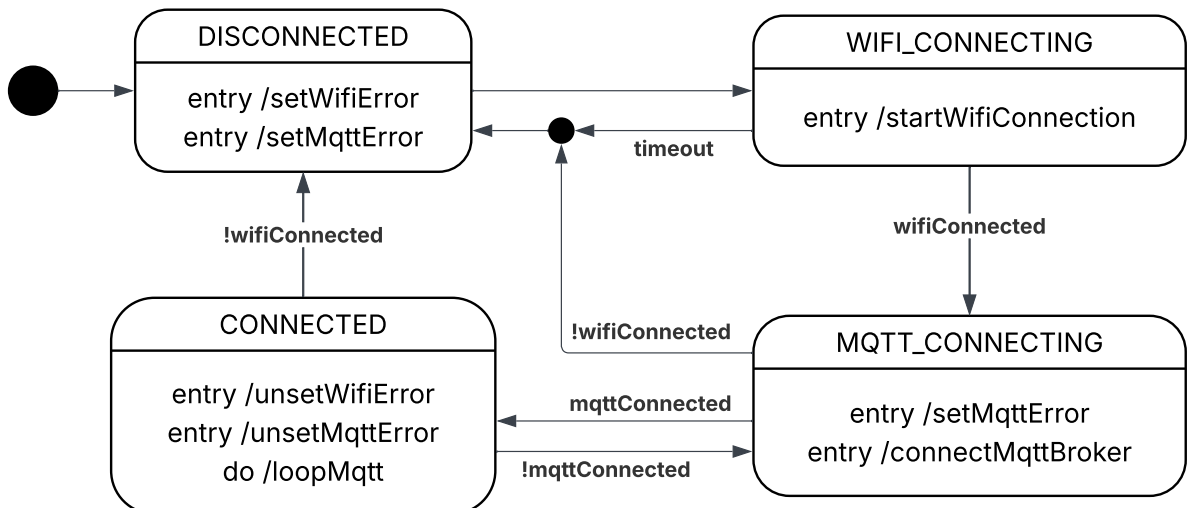 DISCONNECTED
entry /setWifiError
entry /setMqttError
WIFI_CONNECTING
entry /startWifiConnection
timeout
!wifiConnected
wifiConnected
CONNECTED
entry /unsetWifiError
entry /unsetMqttError
do /loopMqtt
!wifiConnected
mqttConnected
!mqttConnected
MQTT_CONNECTING
entry /setMqttError
entry /connectMqttBroker